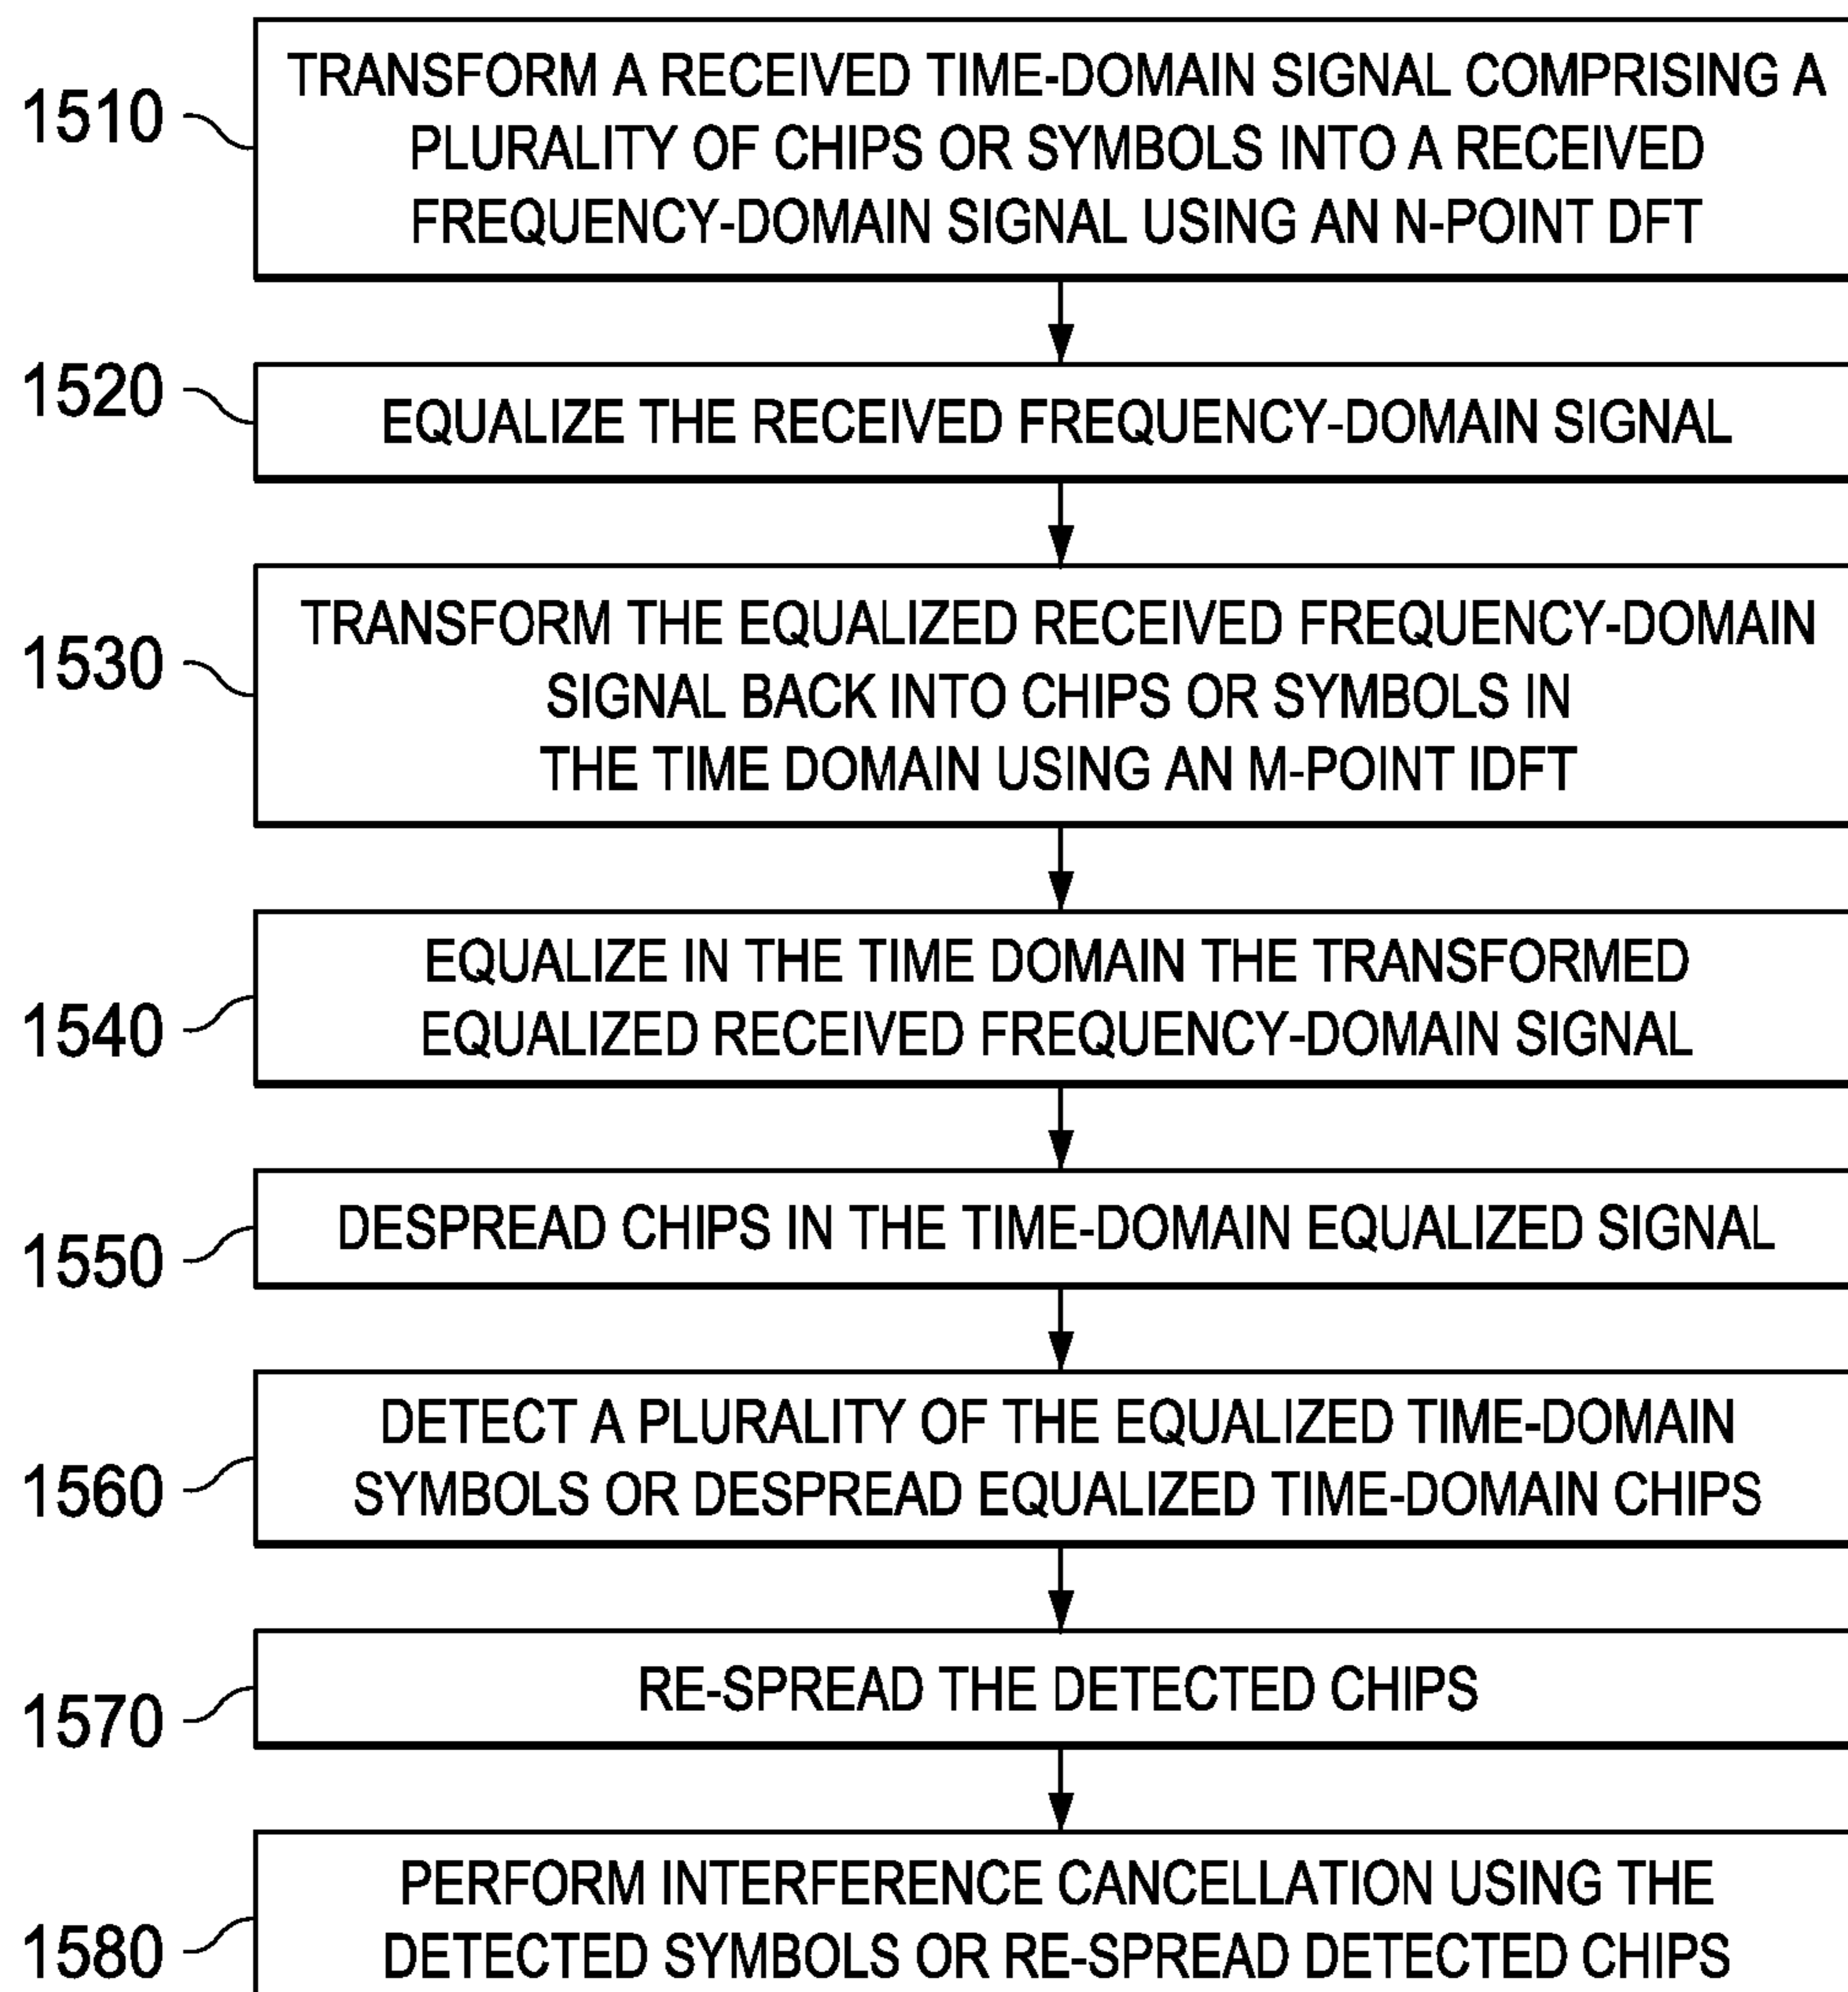 1510
TRANSFORM A RECEIVED TIME-DOMAIN SIGNAL COMPRISING A
PLURALITY OF CHIPS OR SYMBOLS INTO A RECEIVED
FREQUENCY-DOMAIN SIGNAL USING AN N-POINT DFT
1520
EQUALIZE THE RECEIVED FREQUENCY-DOMAIN SIGNAL
1530
TRANSFORM THE EQUALIZED RECEIVED FREQUENCY-DOMAIN
SIGNAL BACK INTO CHIPS OR SYMBOLS IN
THE TIME DOMAIN USING AN M-POINT IDFT
1540
EQUALIZE IN THE TIME DOMAIN THE TRANSFORMED
EQUALIZED RECEIVED FREQUENCY-DOMAIN SIGNAL
1550
DESPREAD CHIPS IN THE TIME-DOMAIN EQUALIZED SIGNAL
1560
DETECT A PLURALITY OF THE EQUALIZED TIME-DOMAIN
SYMBOLS OR DESPREAD EQUALIZED TIME-DOMAIN CHIPS
1570
RE-SPREAD THE DETECTED CHIPS
1580
PERFORM INTERFERENCE CANCELLATION USING THE
DETECTED SYMBOLS OR RE-SPREAD DETECTED CHIPS